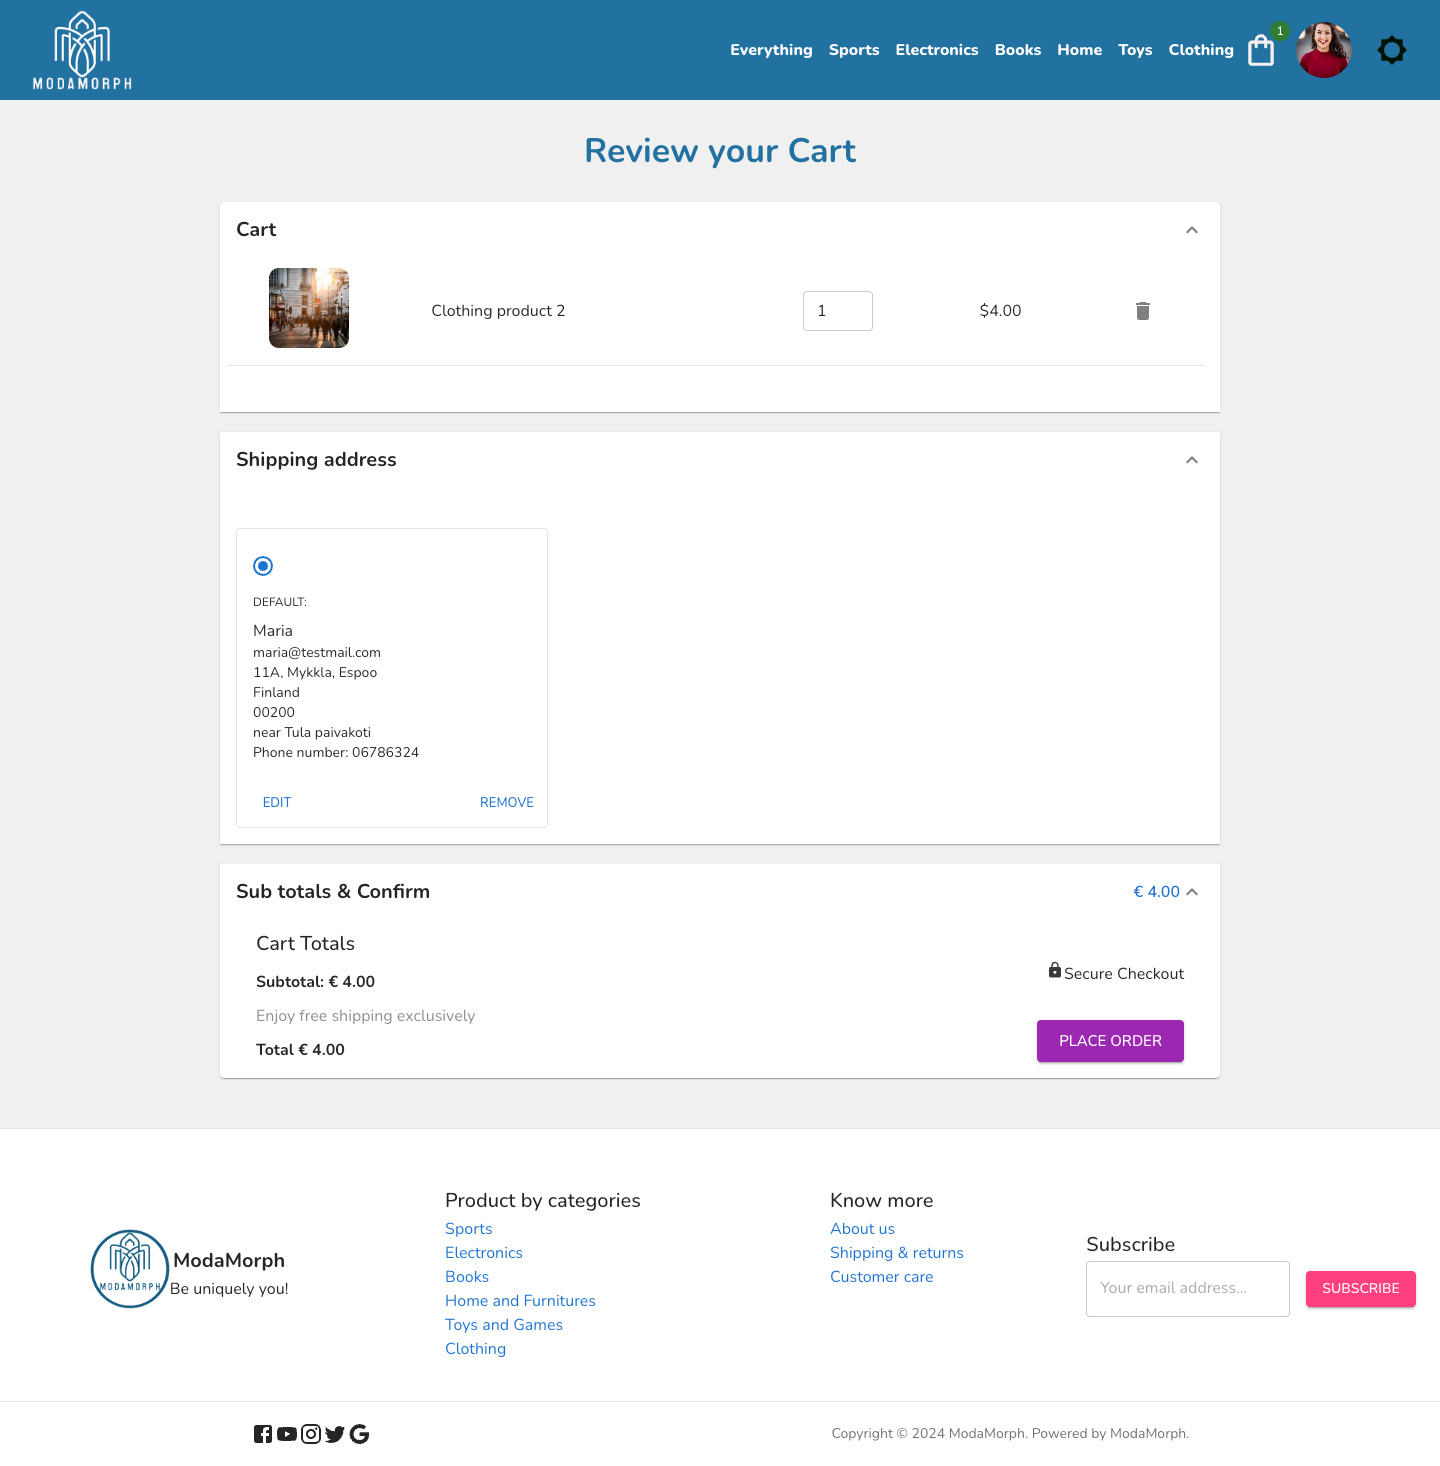 MODAMORPH
Everything Sports Electronics Books Home Toys Clothing 1
Review your Cart
Cart
Clothing product 2 1 $4.00
Shipping address
DEFAULT:
Maria
maria@testmail.com
11A, Mykkla, Espoo
Finland
00200
near Tula paivakoti
Phone number: 06786324
EDIT REMOVE
Sub totals & Confirm € 4.00
Cart Totals
Subtotal: € 4.00
Secure Checkout
Enjoy free shipping exclusively
Total € 4.00
PLACE ORDER
MODAMORPH
ModaMorph
Be uniquely you!
Product by categories
Sports
Electronics
Books
Home and Furnitures
Toys and Games
Clothing
Know more
About us
Shipping & returns
Customer care
Subscribe
Your email address...
SUBSCRIBE
Copyright © 2024 ModaMorph. Powered by ModaMorph.